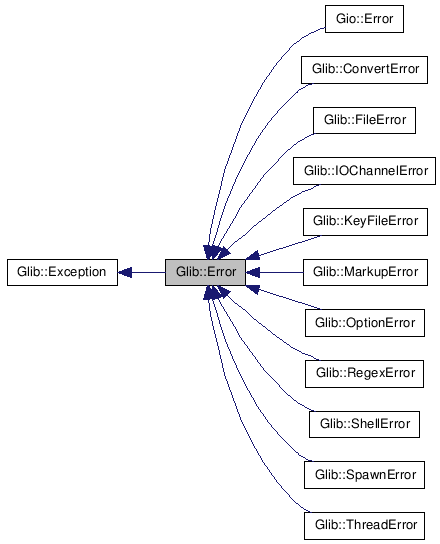 Gio::Error
Glib::ConvertError
Glib::FileError
Glib::IOChannelError
Glib::KeyFileError
Glib::Exception
Glib::Error
Glib::MarkupError
Glib::OptionError
Glib::RegexError
Glib::ShellError
Glib::SpawnError
Glib::ThreadError